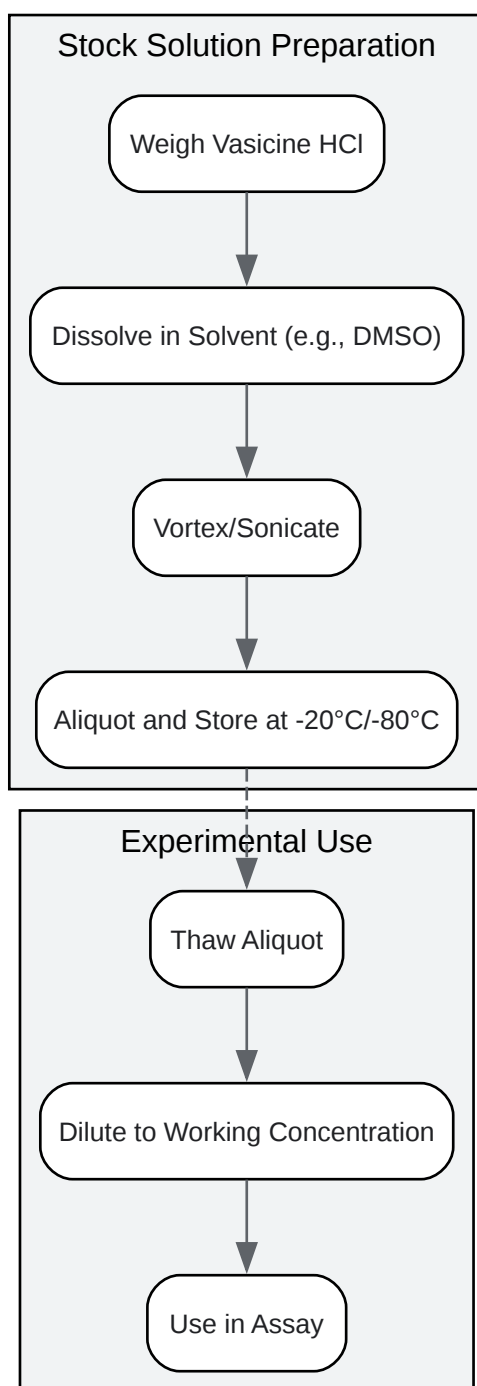 Stock Solution Preparation
Weigh Vasicine HCl
Dissolve in Solvent (e.g., DMSO)
Vortex/Sonicate
Aliquot and Store at -20°C/-80°C
Experimental Use
Thaw Aliquot
Dilute to Working Concentration
Use in Assay